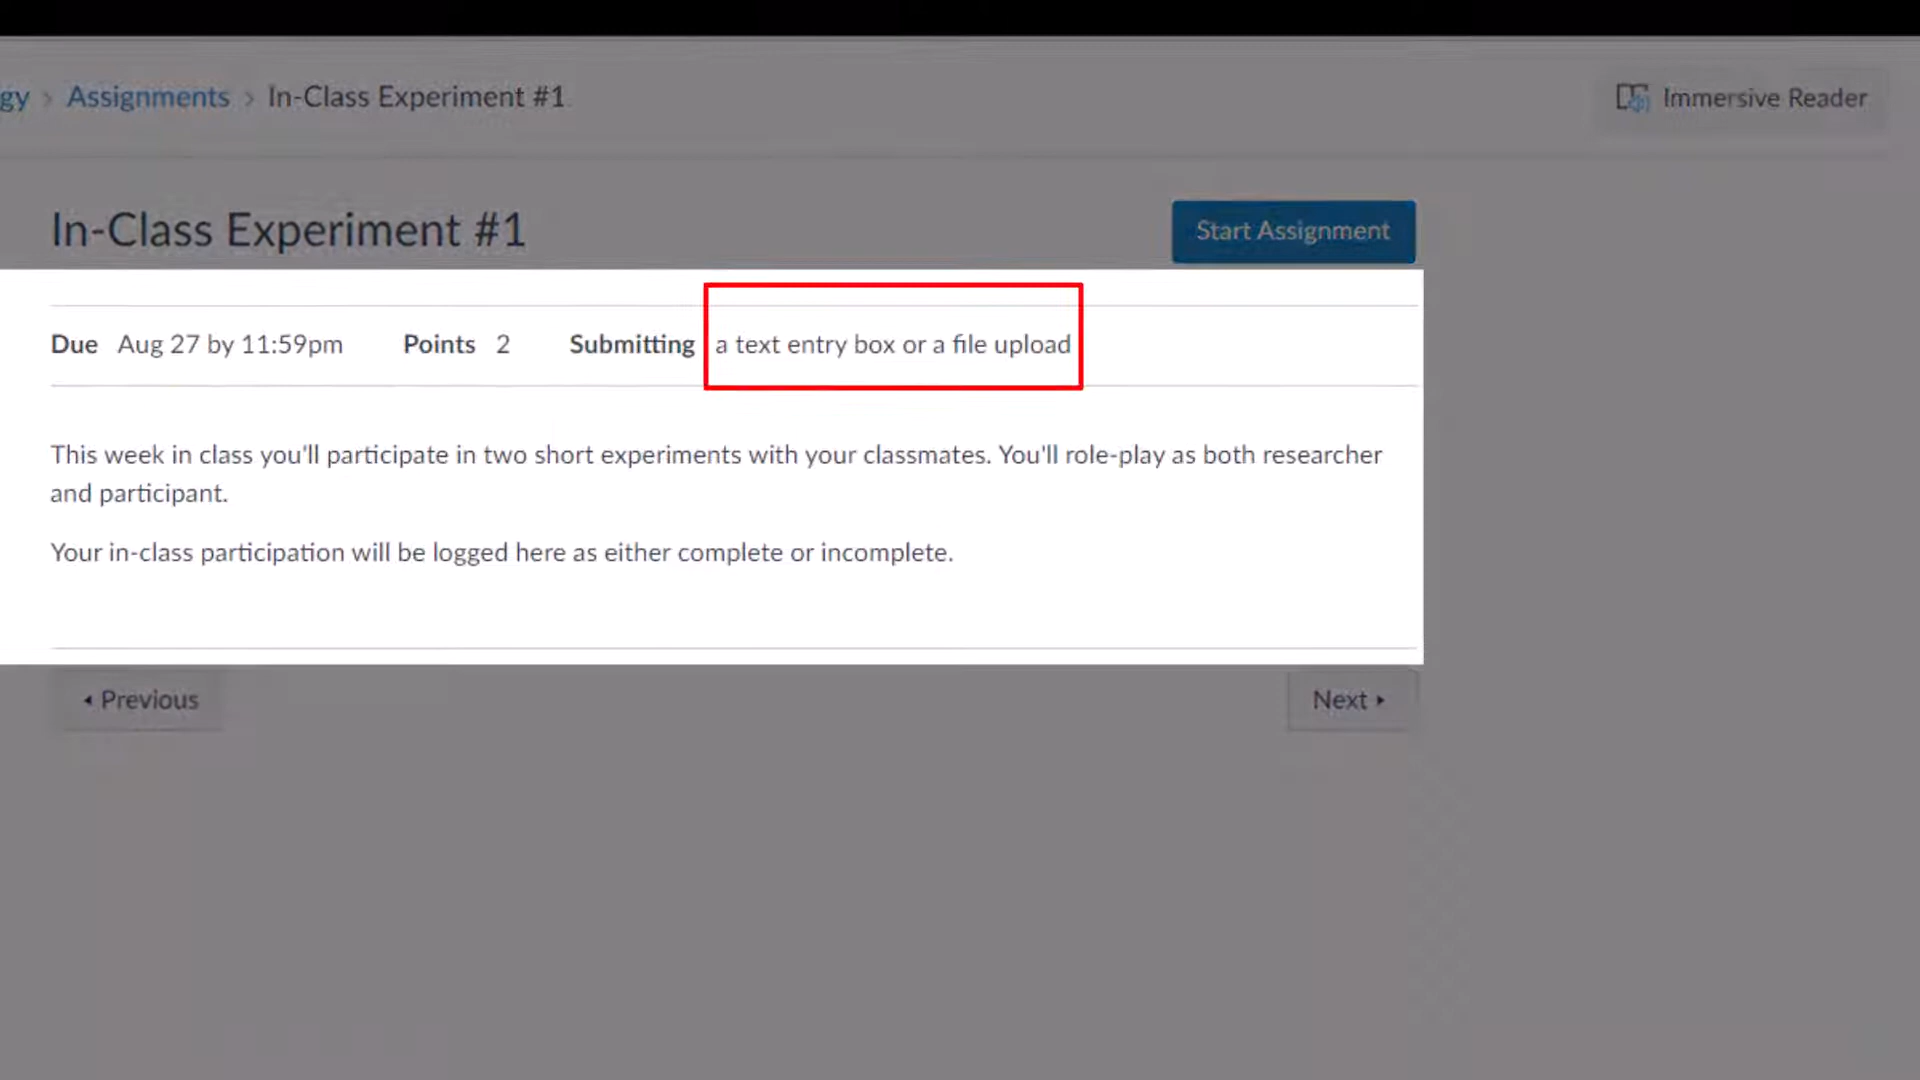 gy › Assignments › In-Class Experiment #1
Immersive Reader
In-Class Experiment #1
Start Assignment
Due Aug 27 by 11:59pm Points 2 Submitting a text entry box or a file upload
This week in class you'll participate in two short experiments with your classmates. You'll role-play as both researcher
and participant.
Your in-class participation will be logged here as either complete or incomplete.
◂ Previous
Next ▸